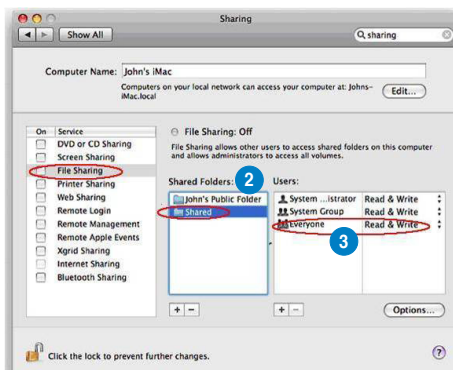 Sharing
Show All
sharing
Computer Name: John's iMac
Computers on your local network can access your computer at: Johns-
iMac.local
Edit...
On Service
DVD or CD Sharing
Screen Sharing
File Sharing
Printer Sharing
Web Sharing
Remote Login
Remote Management
Remote Apple Events
Xgrid Sharing
Internet Sharing
Bluetooth Sharing
File Sharing: Off
File Sharing allows other users to access shared folders on this computer
and allows administrators to access all volumes.
Shared Folders: 2
John's Public Folder
Shared
Users:
System ...istrator Read & Write
System Group Read & Write
Everyone Read & Write
3
+ -
+ -
Options...
Click the lock to prevent further changes.
?